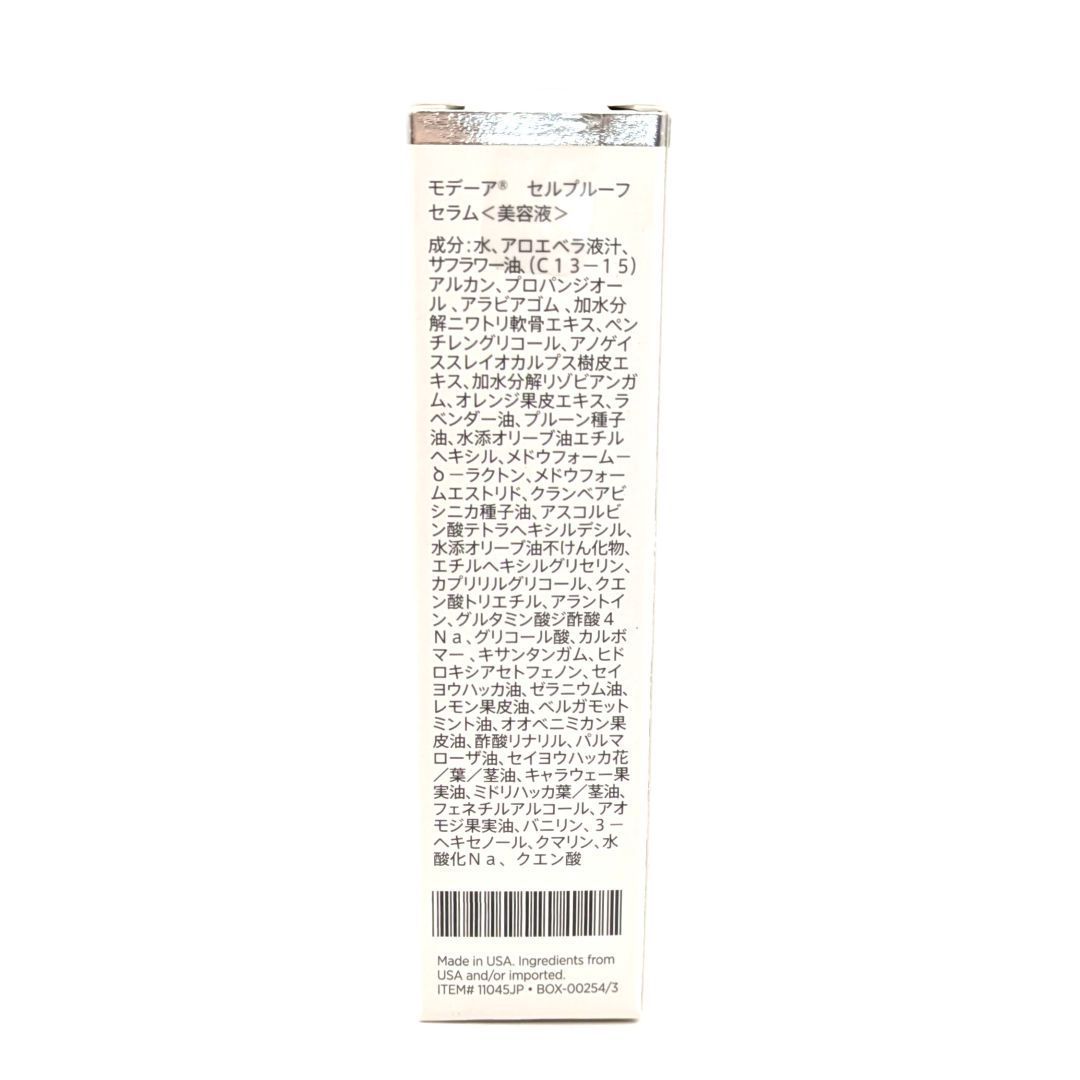 モデーア® セルプルーフ
セラム＜美容液＞
成分：水、アロエベラ液汁、
サフラワー油、（Ｃ１３－１５）
アルカン、プロパンジオー
ル、アラビアゴム、加水分
解ニワトリ軟骨エキス、ペン
チレングリコール、アノゲイ
ススレイオカルプス樹皮エ
キス、加水分解リゾビアンガ
ム、オレンジ果皮エキス、ラ
ベンダー油、プルーン種子
油、水添オリーブ油エチル
ヘキシル、メドウフォーム－
δ－ラクトン、メドウフォー
ムエストリド、クランベアビ
シニカ種子油、アスコルビ
ン酸テトラヘキシルデシル、
水添オリーブ油不けん化物、
エチルヘキシルグリセリン、
カプリリルグリコール、クエ
ン酸トリエチル、アラントイ
ン、グルタミン酸ジ酢酸４
Ｎａ、グリコール酸、カルボ
マー、キサンタンガム、ヒド
ロキシアセトフェノン、セイ
ヨウハッカ油、ゼラニウム油、
レモン果皮油、ベルガモット
ミント油、オオベニミカン果
皮油、酢酸リナリル、パルマ
ローザ油、セイヨウハッカ花
／葉／茎油、キャラウェー果
実油、ミドリハッカ葉／茎油、
フェネチルアルコール、アオ
モジ果実油、バニリン、３－
ヘキセノール、クマリン、水
酸化Ｎａ、クエン酸
Made in USA. Ingredients from
USA and/or imported.
ITEM# 11045JP • BOX-00254/3